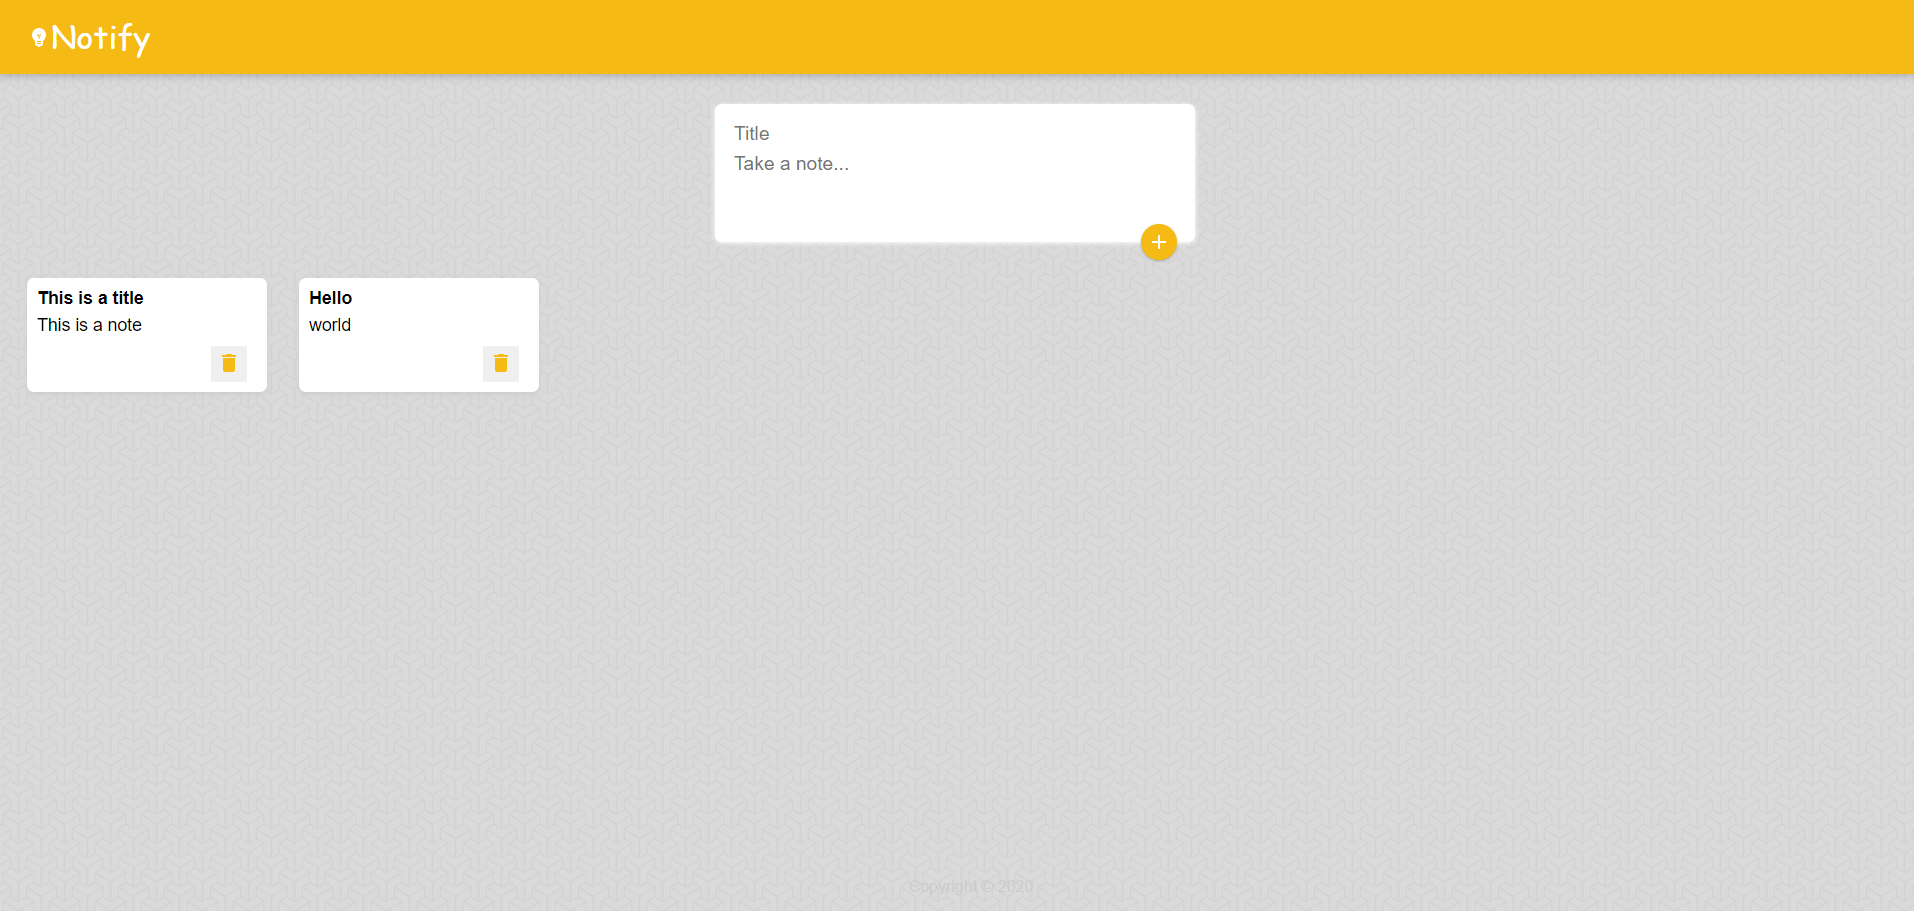 Notify
Title
Take a note...
This is a title
This is a note
Hello
world
Copyright © 2020